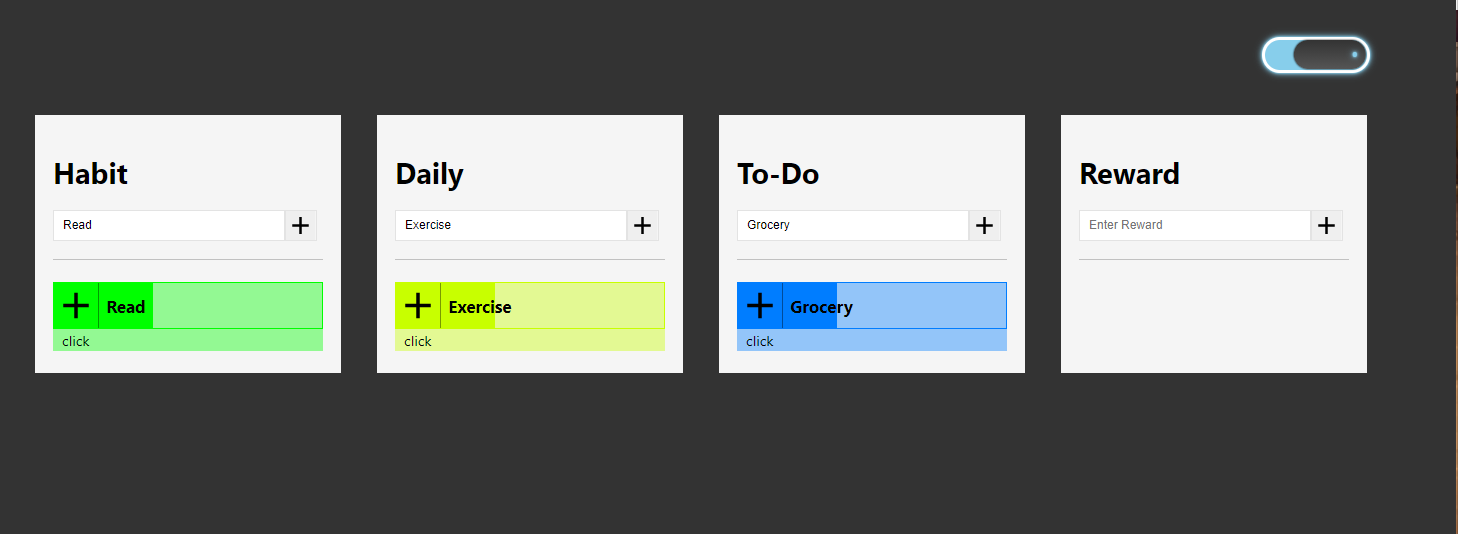 Habit
Read
Read
click
Daily
Exercise
Exercise
click
To-Do
Grocery
Grocery
click
Reward
Enter Reward